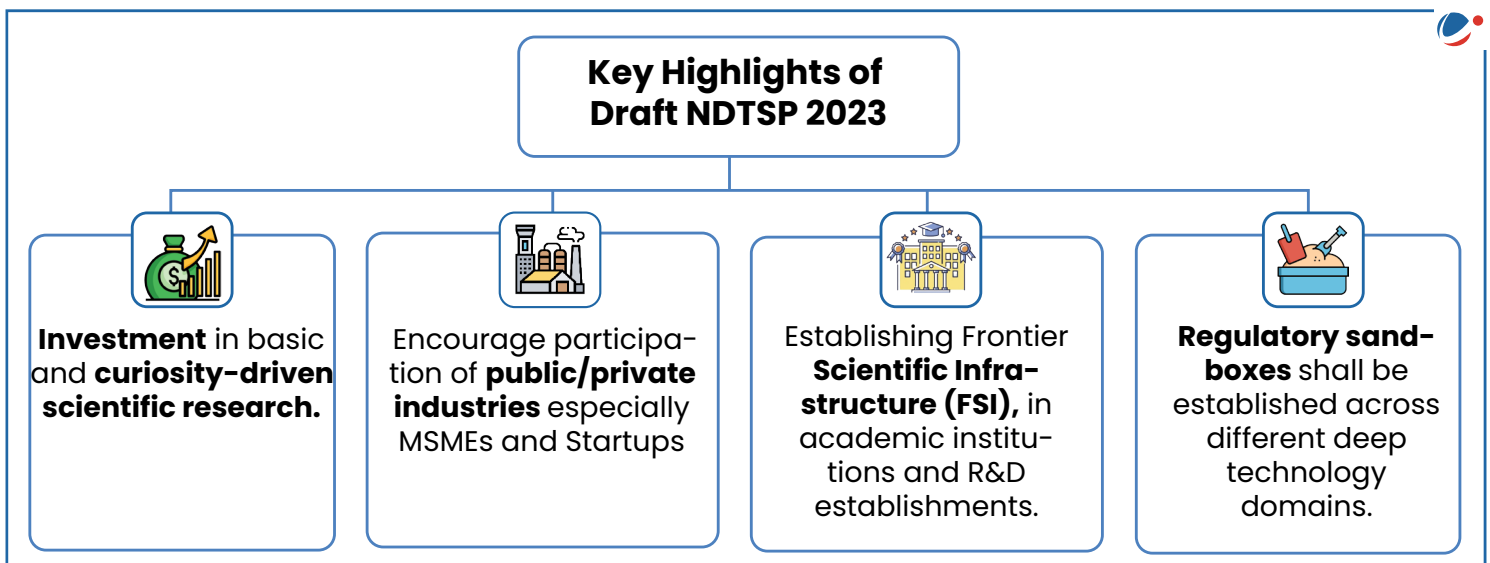 Key Highlights of
Draft NDTSP 2023
Investment in basic
and curiosity-driven
scientific research.
Encourage participa-
tion of public/private
industries especially
MSMEs and Startups
Establishing Frontier
Scientific Infra-
structure (FSI), in
academic institu-
tions and R&D
establishments.
Regulatory sand-
boxes shall be
established across
different deep
technology
domains.